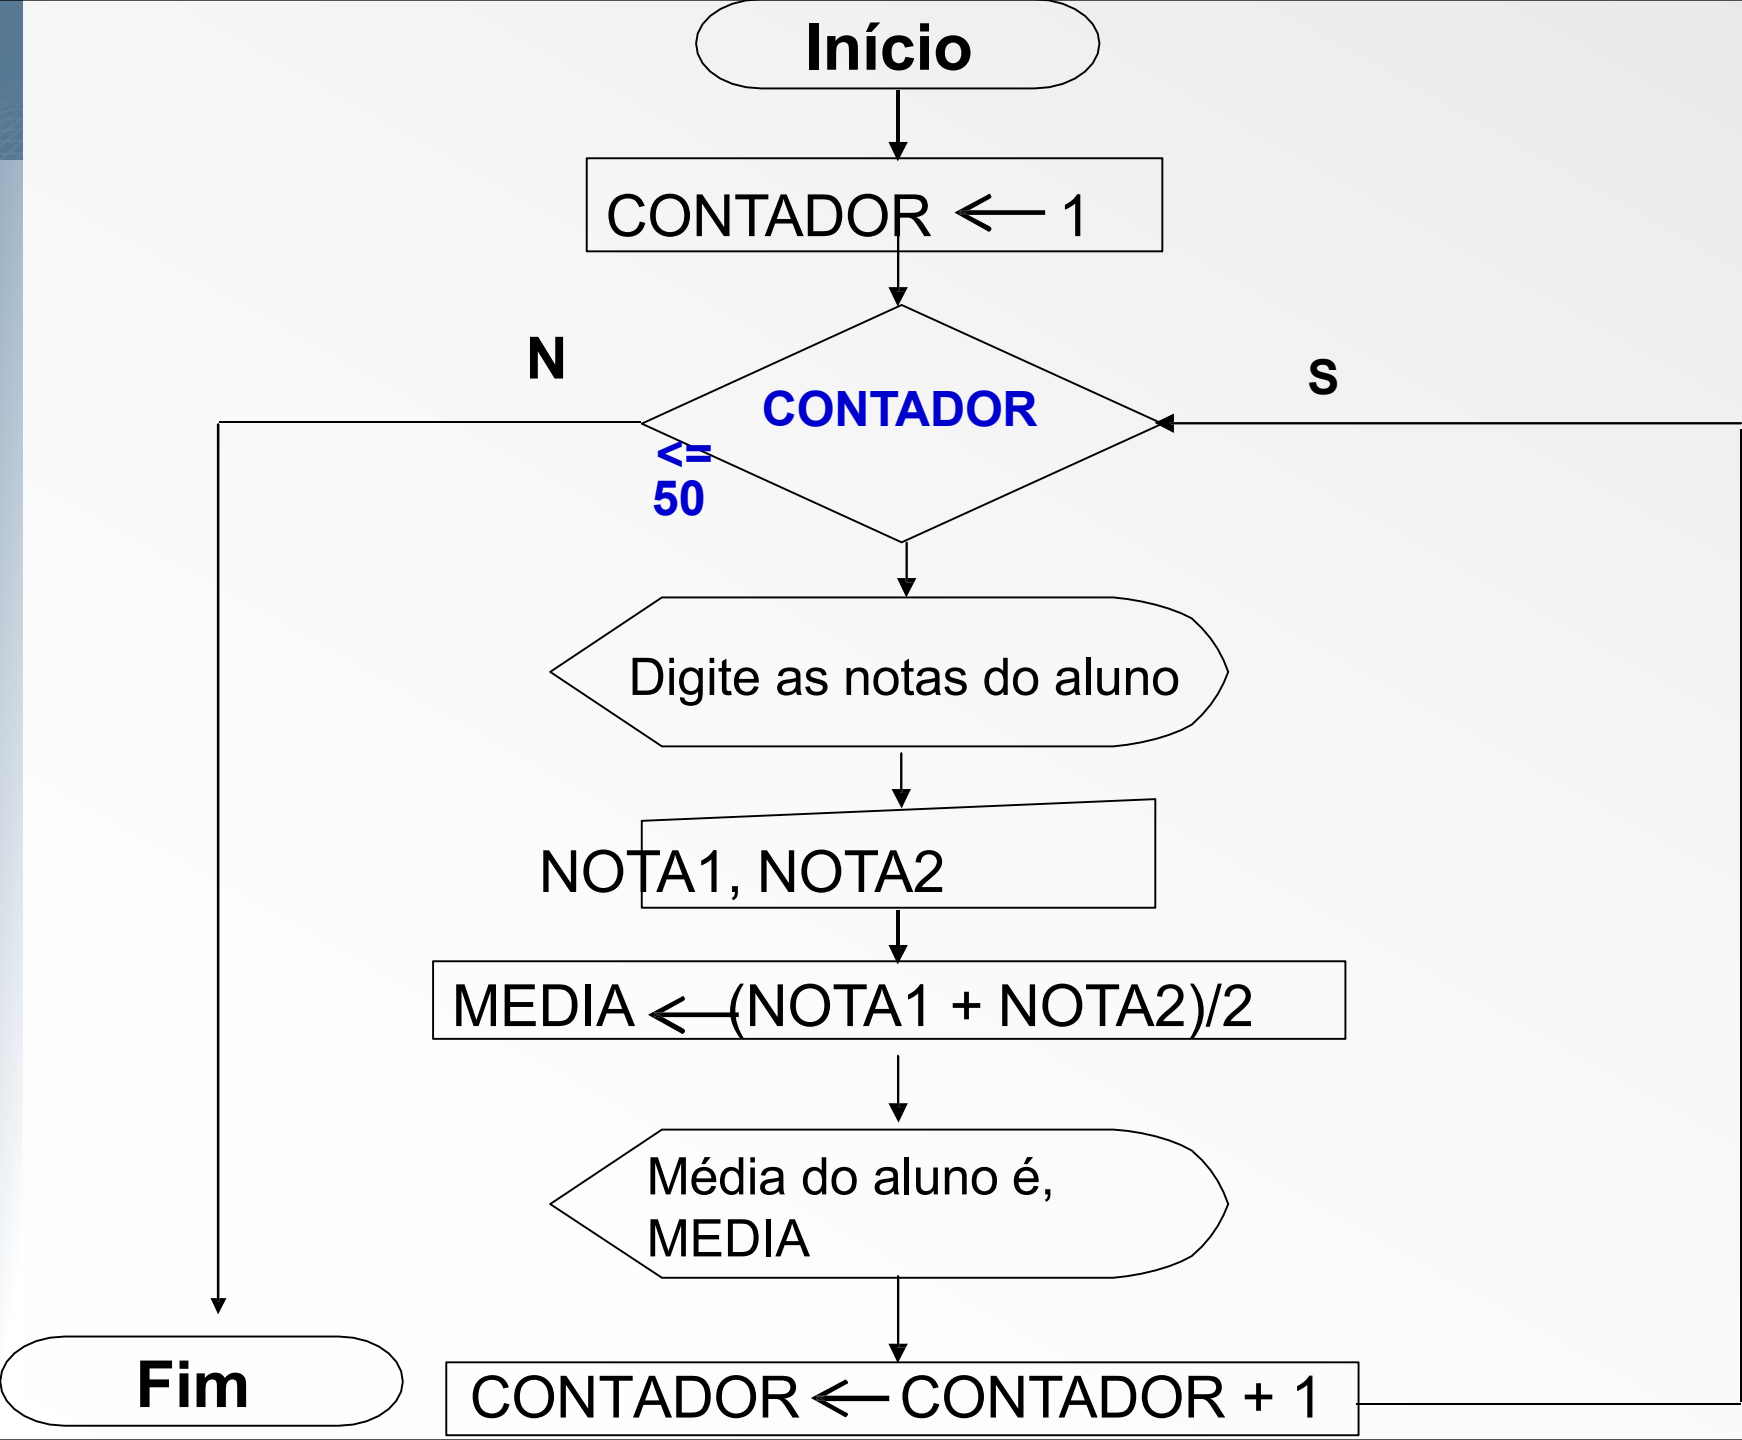 Início
CONTADOR ← 1
N
S
CONTADOR
<=
50
Digite as notas do aluno
NOTA1, NOTA2
MEDIA ← (NOTA1 + NOTA2)/2
Média do aluno é,
MEDIA
Fim
CONTADOR ← CONTADOR + 1